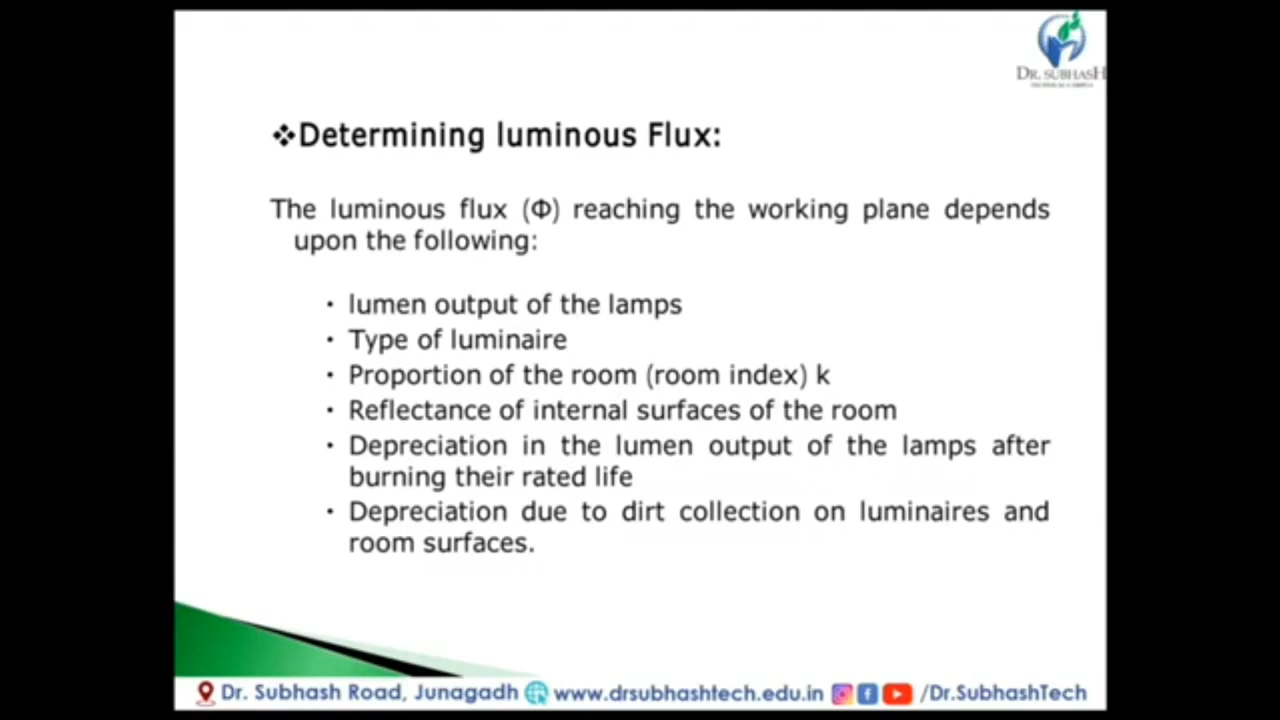 DR. SUBHASH
❖Determining luminous Flux:
The luminous flux (Φ) reaching the working plane depends
upon the following:
• lumen output of the lamps
• Type of luminaire
• Proportion of the room (room index) k
• Reflectance of internal surfaces of the room
• Depreciation in the lumen output of the lamps after
burning their rated life
• Depreciation due to dirt collection on luminaires and
room surfaces.
Dr. Subhash Road, Junagadh www.drsubhashtech.edu.in /Dr.SubhashTech